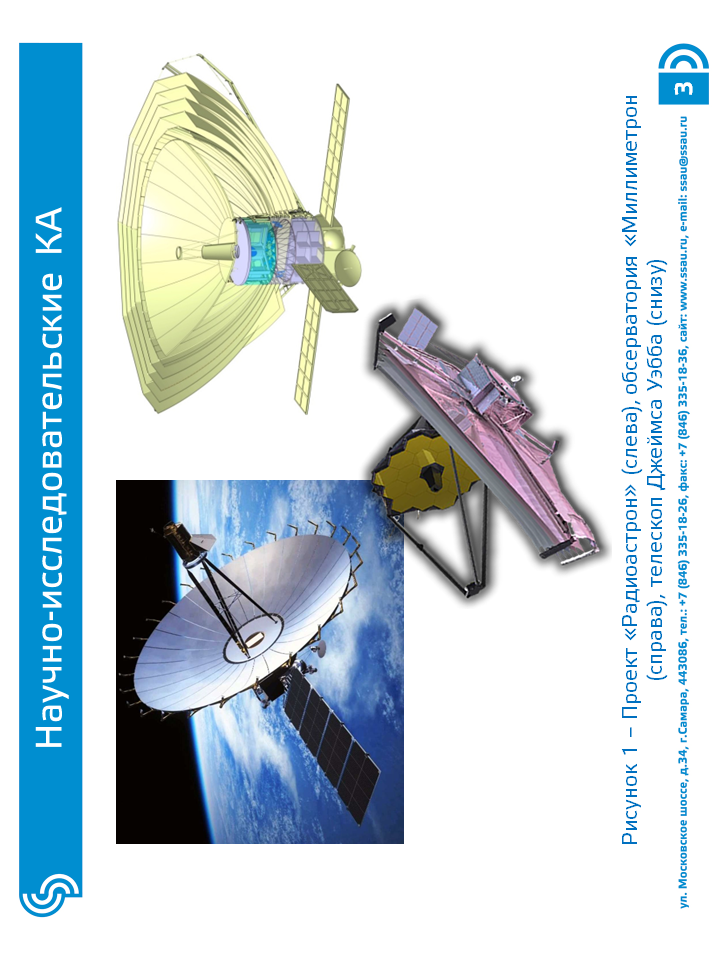 Научно-исследовательские КА
Рисунок 1 – Проект «Радиоастрон» (слева), обсерватория «Миллиметрон
(справа), телескоп Джеймса Уэбба (снизу)
ул. Московское шоссе, д.34, г.Самара, 443086, тел.: +7 (846) 335-18-26, факс: +7 (846) 335-18-36, сайт: www.ssau.ru, e-mail: ssau@ssau.ru
3